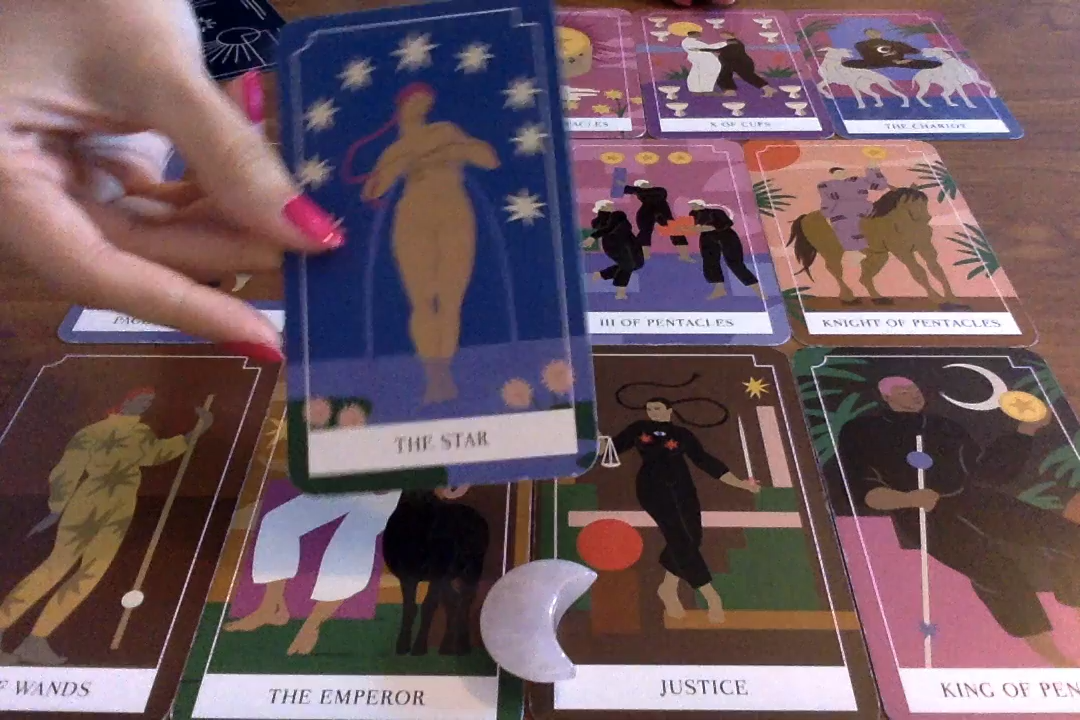 X OF CUPS
THE CHARIOT
III OF PENTACLES
KNIGHT OF PENTACLES
THE STAR
WANDS
THE EMPEROR
JUSTICE
KING OF PEN